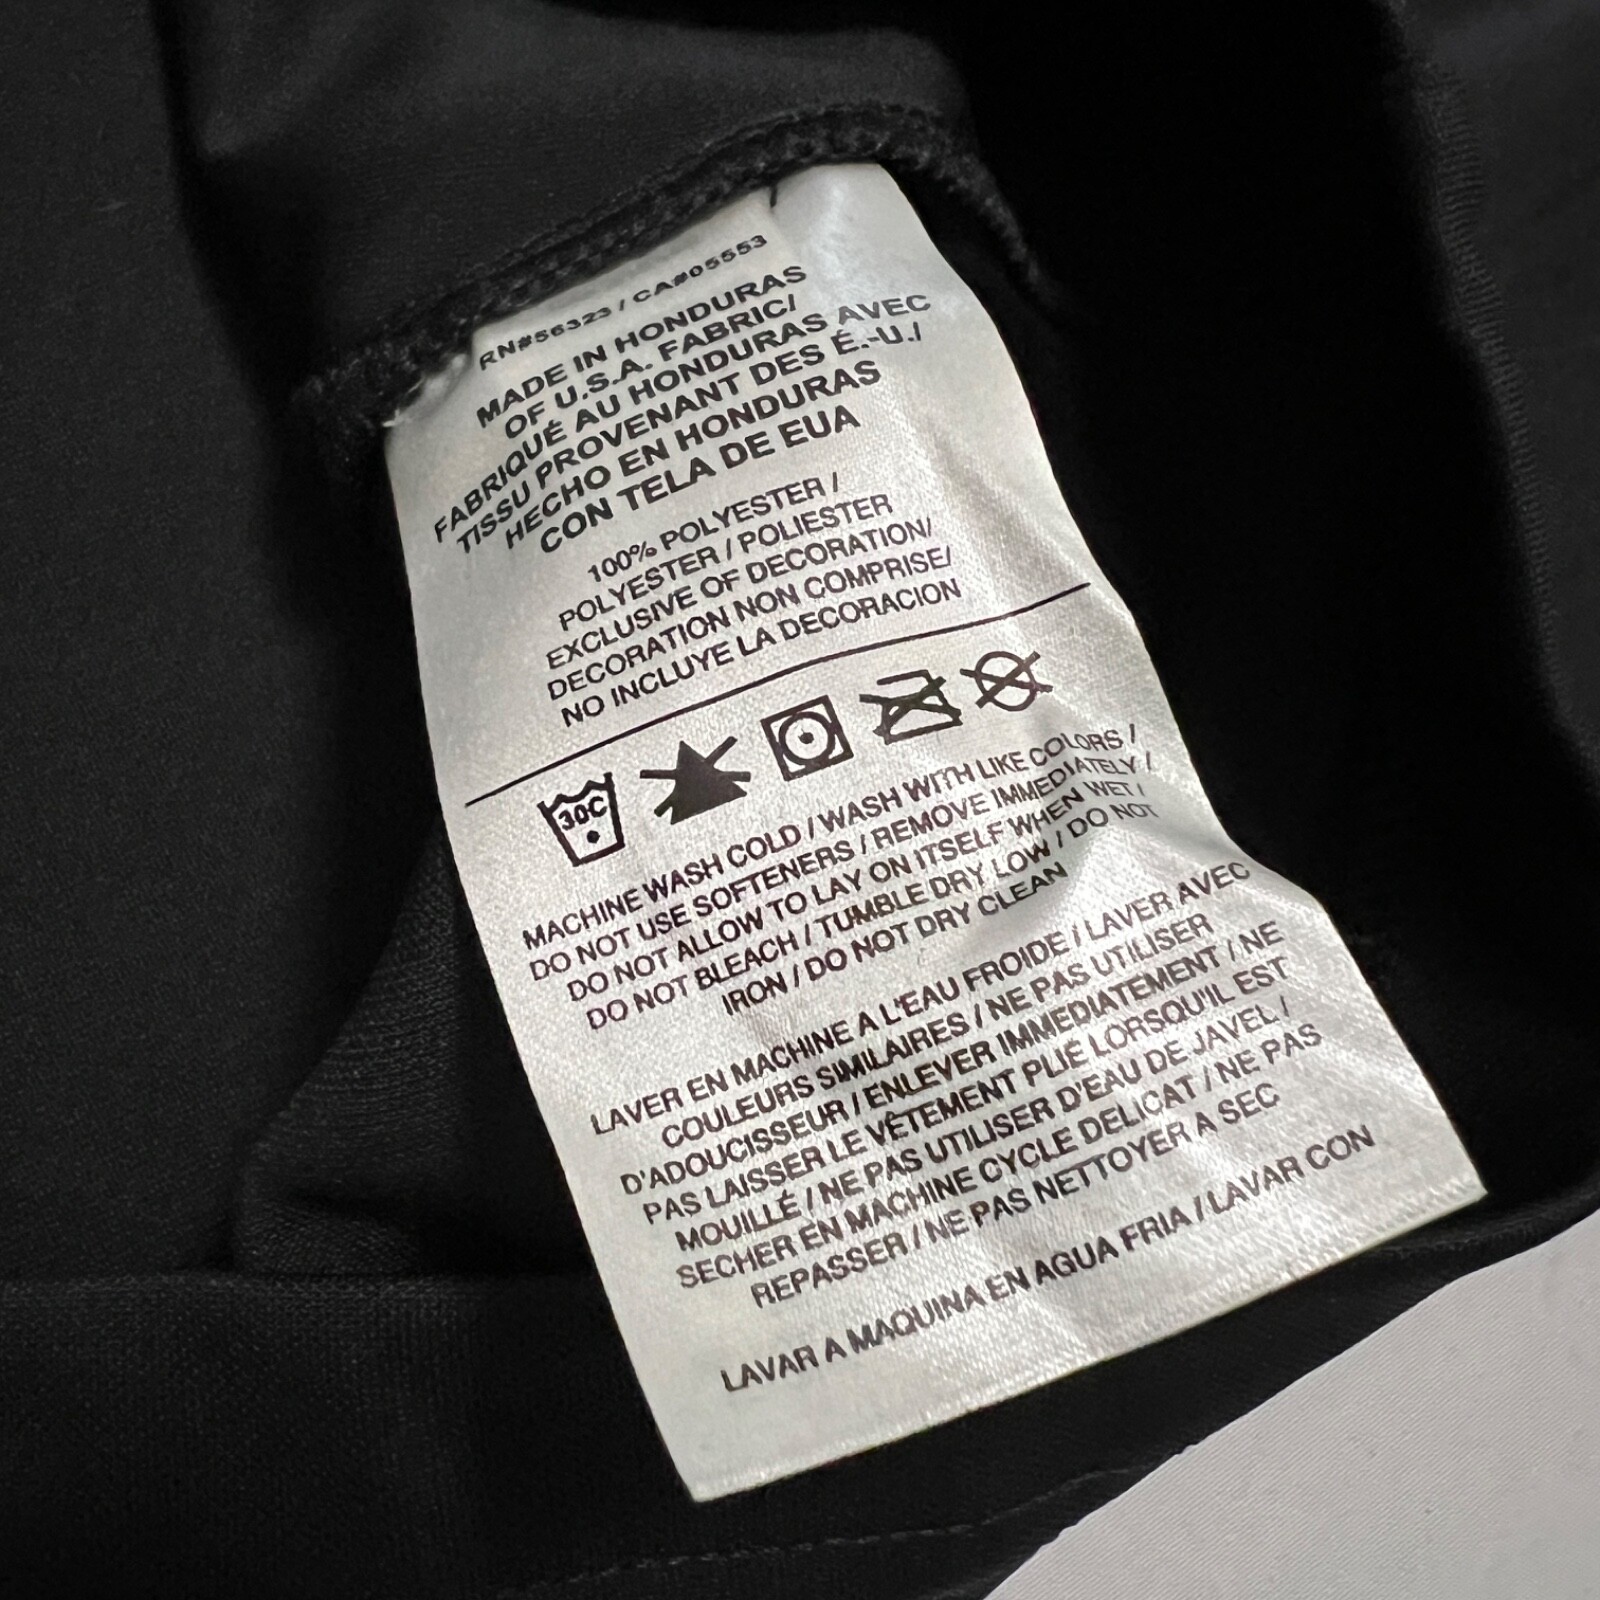 RN#56323 / CA#05553
MADE IN HONDURAS
OF U.S.A. FABRIC/
FABRIQUÉ AU HONDURAS AVEC
TISSU PROVENANT DES É.-U./
HECHO EN HONDURAS
CON TELA DE EUA
100% POLYESTER /
POLYESTER / POLIESTER
EXCLUSIVE OF DECORATION/
DECORATION NON COMPRISE/
NO INCLUYE LA DECORACION
30C
MACHINE WASH COLD / WASH WITH LIKE COLORS /
DO NOT USE SOFTENERS / REMOVE IMMEDIATELY /
DO NOT ALLOW TO LAY ON ITSELF WHEN WET /
DO NOT BLEACH / TUMBLE DRY LOW / DO NOT
IRON / DO NOT DRY CLEAN
LAVER EN MACHINE A L'EAU FROIDE / LAVER AVEC
COULEURS SIMILAIRES / NE PAS UTILISER
D'ADOUCISSEUR / ENLEVER IMMEDIATEMENT / NE
PAS LAISSER LE VÊTEMENT PLIÉ LORSQU'IL EST
MOUILLÉ / NE PAS UTILISER D'EAU DE JAVEL /
SECHER EN MACHINE CYCLE DELICAT / NE PAS
REPASSER / NE PAS NETTOYER A SEC
LAVAR A MAQUINA EN AGUA FRIA / LAVAR CON